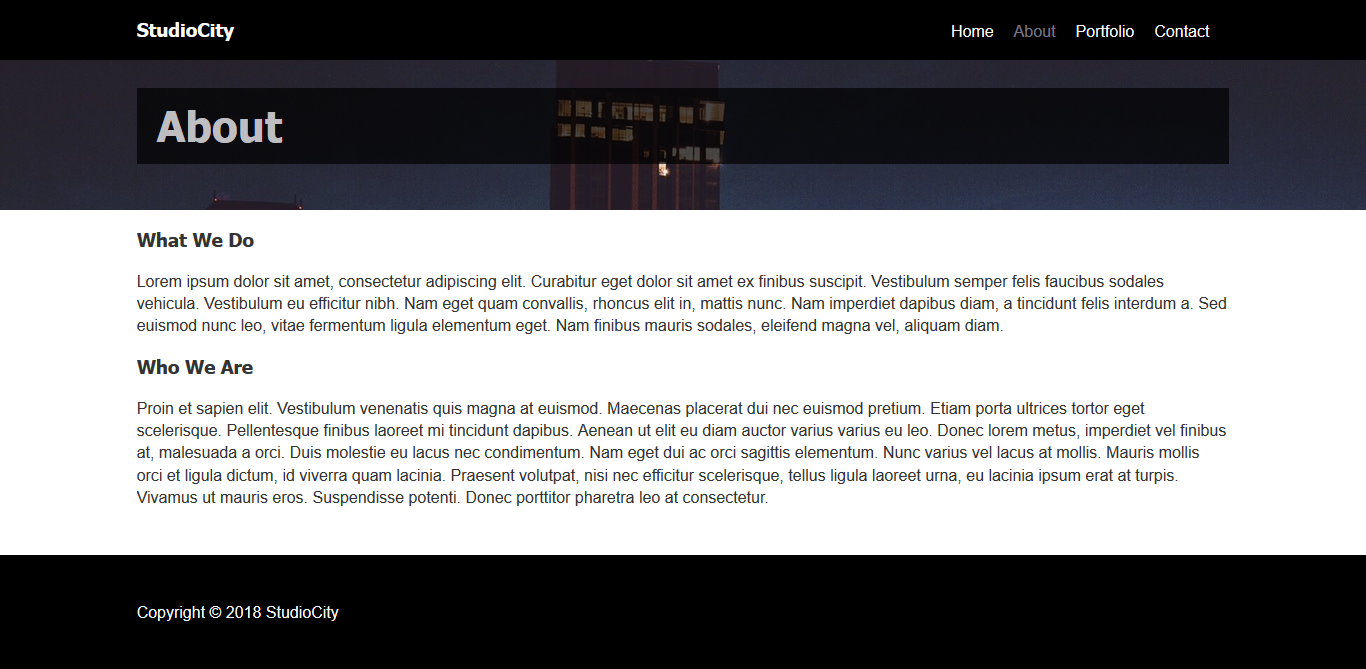 StudioCity
Home About Portfolio Contact
About
What We Do
Lorem ipsum dolor sit amet, consectetur adipiscing elit. Curabitur eget dolor sit amet ex finibus suscipit. Vestibulum semper felis faucibus sodales
vehicula. Vestibulum eu efficitur nibh. Nam eget quam convallis, rhoncus elit in, mattis nunc. Nam imperdiet dapibus diam, a tincidunt felis interdum a. Sed
euismod nunc leo, vitae fermentum ligula elementum eget. Nam finibus mauris sodales, eleifend magna vel, aliquam diam.
Who We Are
Proin et sapien elit. Vestibulum venenatis quis magna at euismod. Maecenas placerat dui nec euismod pretium. Etiam porta ultrices tortor eget
scelerisque. Pellentesque finibus laoreet mi tincidunt dapibus. Aenean ut elit eu diam auctor varius varius eu leo. Donec lorem metus, imperdiet vel finibus
at, malesuada a orci. Duis molestie eu lacus nec condimentum. Nam eget dui ac orci sagittis elementum. Nunc varius vel lacus at mollis. Mauris mollis
orci et ligula dictum, id viverra quam lacinia. Praesent volutpat, nisi nec efficitur scelerisque, tellus ligula laoreet urna, eu lacinia ipsum erat at turpis.
Vivamus ut mauris eros. Suspendisse potenti. Donec porttitor pharetra leo at consectetur.
Copyright © 2018 StudioCity